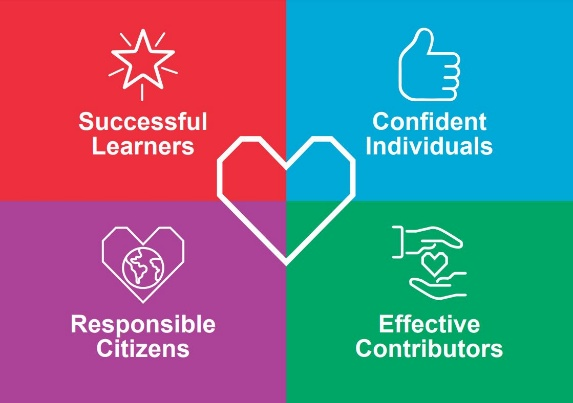 Successful
Learners
Confident
Individuals
Responsible
Citizens
Effective
Contributors